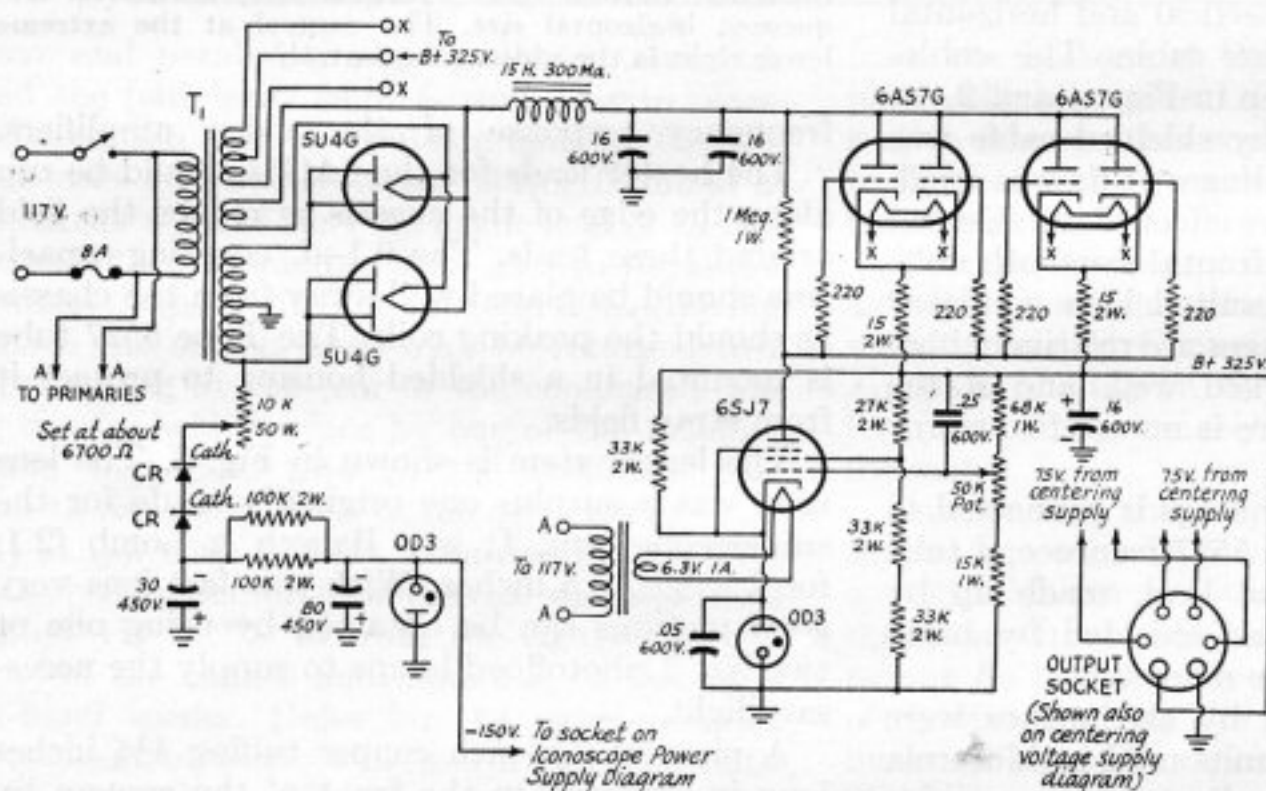 X
To
B+ 325V.
X
15 H. 300 Ma.
T1
5U4G
6AS7G
6AS7G
16
600V.
16
600V.
117V.
8 A
1 Meg.
1W.
X
X
X
X
220
15
2W.
220
220
15
2W.
220
5U4G
B+ 325V.
A
A
TO PRIMARIES
10 K
50 W.
Set at about
6700 Ω
Cath.
CR
Cath.
CR
100K 2W.
100K 2W.
OD3
30
450V.
80
450V.
6SJ7
33K
2W.
27K
2W.
.25
600V.
68K
1W.
16
600V.
50K
Pot.
75V. from
centering
supply
75V. from
centering
supply
A
To 117V.
A
6.3V. 1A.
33K
2W.
15K
1W.
OD3
.05
600V.
33K
2W.
OUTPUT
SOCKET
(Shown also
on centering
voltage supply
diagram)
-150V.
To socket on
Iconoscope Power
Supply Diagram